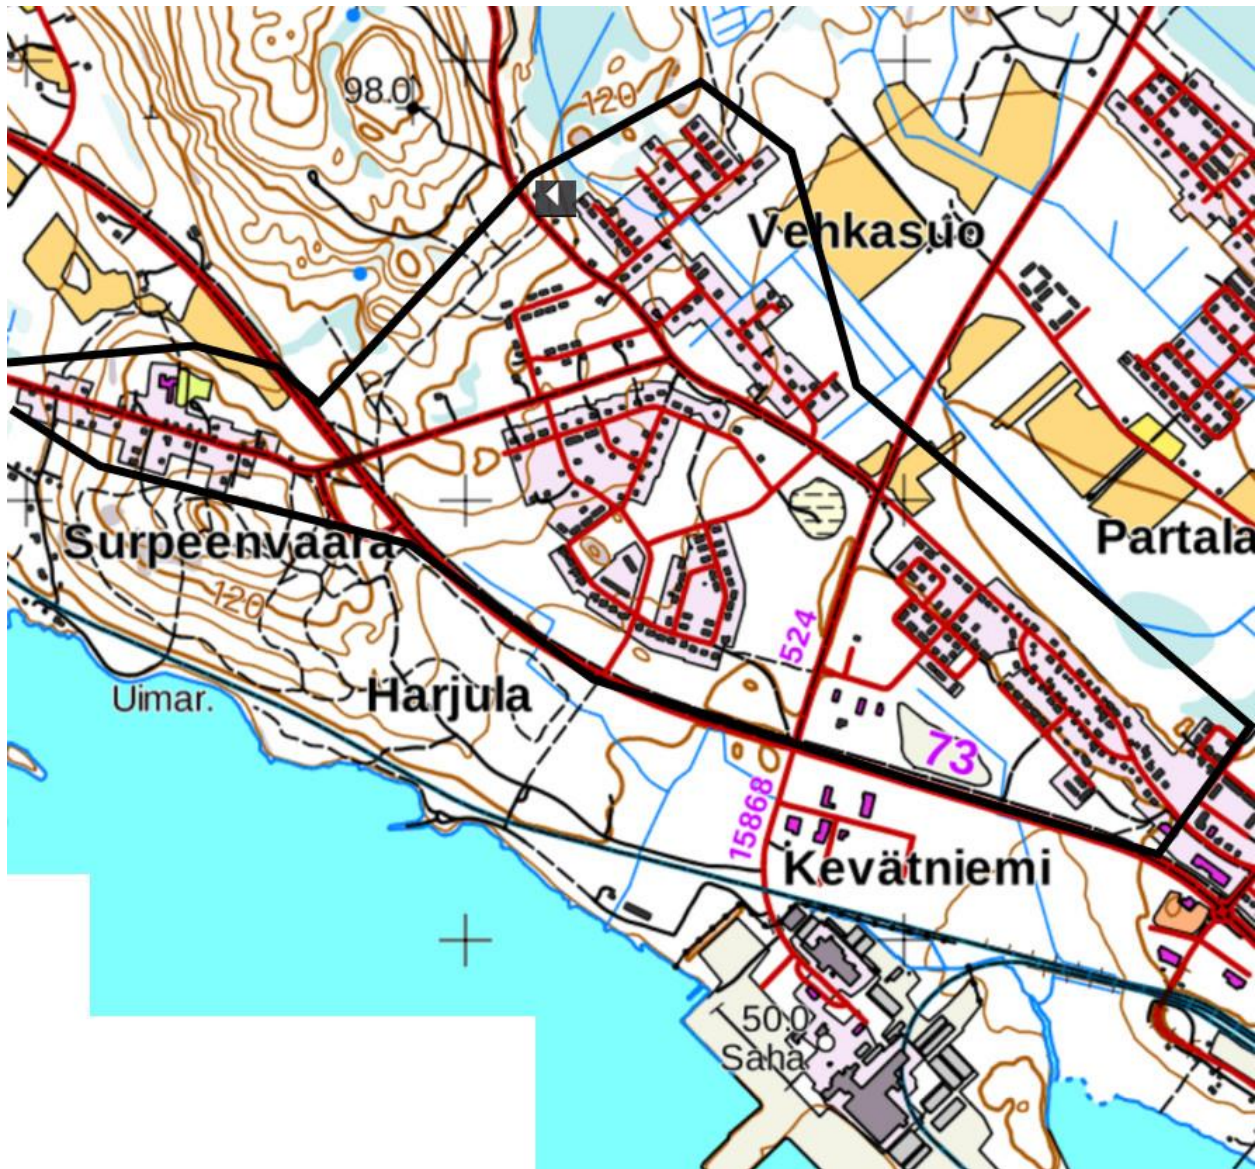 98.0
120
Vehkasuo
Partala
Surpeenvaara
120
524
Uimar.
Harjula
73
15868
Kevätniemi
50.0
Saha